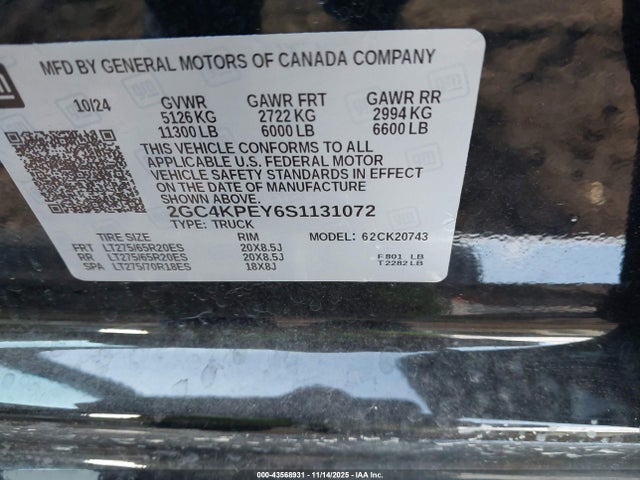 MFD BY GENERAL MOTORS OF CANADA COMPANY
10/24 GVWR GAWR FRT GAWR RR
5126 KG 2722 KG 2994 KG
11300 LB 6000 LB 6600 LB
THIS VEHICLE CONFORMS TO ALL
APPLICABLE U.S. FEDERAL MOTOR
VEHICLE SAFETY STANDARDS IN EFFECT
ON THE DATE OF MANUFACTURE
SHOWN ABOVE.
2GC4KPEY6S1131072
TYPE: TRUCK
TIRE SIZE RIM MODEL: 62CK20743
FRT LT275/65R20ES 20X8.5J
RR LT275/65R20ES 20X8.5J F 801 LB
SPA LT275/70R18ES 18X8J T 2282 LB
000-43568931 - 11/14/2025 - IAA Inc.